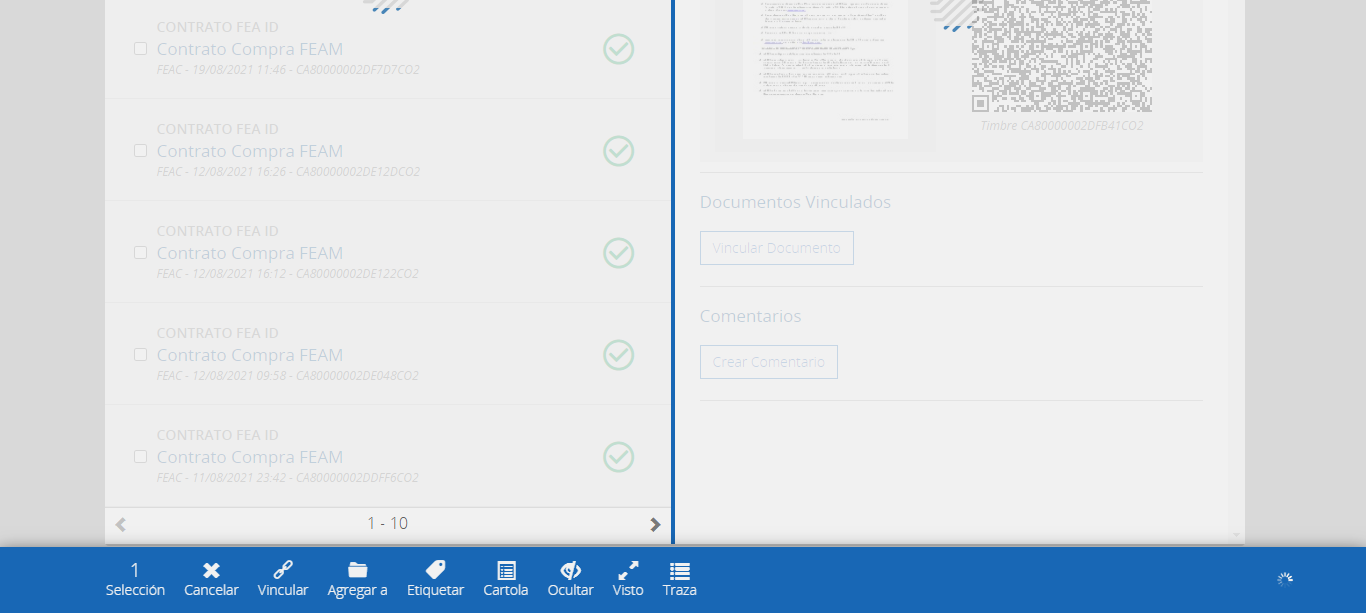 CONTRATO FEA ID
Contrato Compra FEAM
FEAC - 19/08/2021 11:46 - CA80000002DF7D7CO2
CONTRATO FEA ID
Contrato Compra FEAM
FEAC - 12/08/2021 16:26 - CA80000002DE12DCO2
CONTRATO FEA ID
Contrato Compra FEAM
FEAC - 12/08/2021 16:12 - CA80000002DE122CO2
CONTRATO FEA ID
Contrato Compra FEAM
FEAC - 12/08/2021 09:58 - CA80000002DE048CO2
CONTRATO FEA ID
Contrato Compra FEAM
FEAC - 11/08/2021 23:42 - CA80000002DDFF6CO2
1 - 10
Timbre CA80000002DFB41CO2
Documentos Vinculados
Vincular Documento
Comentarios
Crear Comentario
1
Selección Cancelar Vincular Agregar a Etiquetar Cartola Ocultar Visto Traza